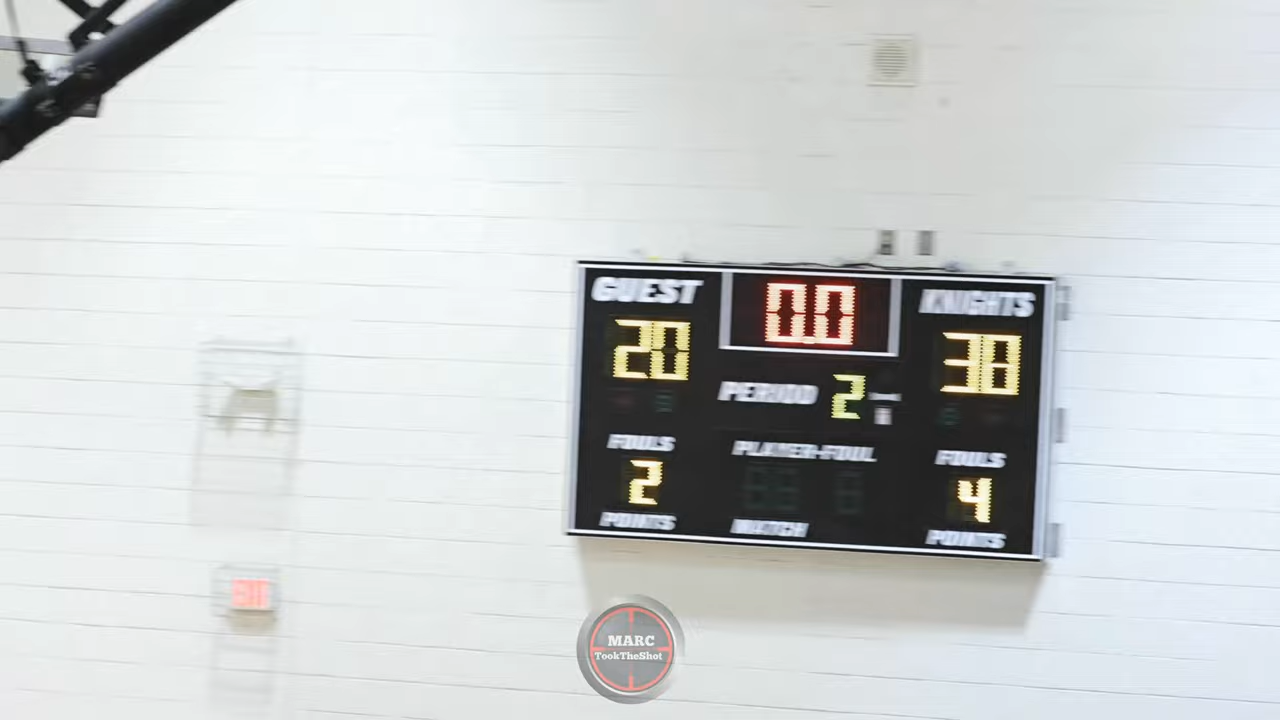 GUEST
0.0
KNIGHTS
20
38
PERIOD 2
FOULS
PLAYER-FOUL
FOULS
2
4
POINTS
MATCH
POINTS
EXIT
MARC
TookTheShot